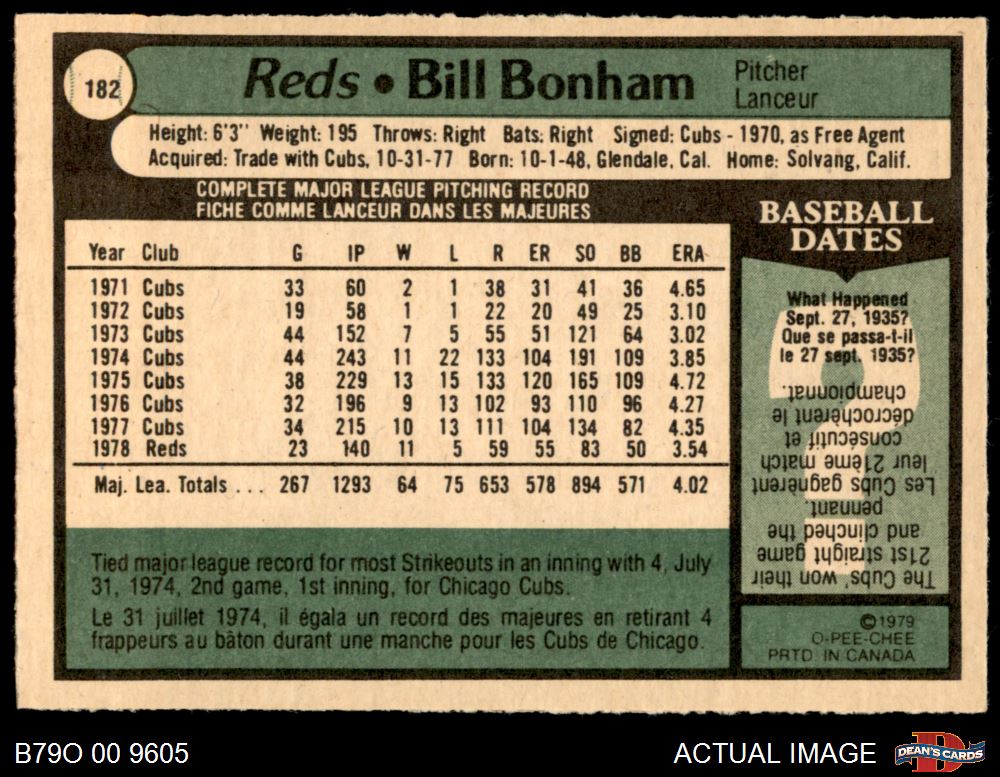 182
Reds • Bill Bonham
Pitcher
Lanceur
Height: 6'3" Weight: 195 Throws: Right Bats: Right Signed: Cubs - 1970, as Free Agent
Acquired: Trade with Cubs, 10-31-77 Born: 10-1-48, Glendale, Cal. Home: Solvang, Calif.
COMPLETE MAJOR LEAGUE PITCHING RECORD
FICHE COMME LANCEUR DANS LES MAJEURES
Year Club G IP W L R ER SO BB ERA
1971 Cubs 33 60 2 1 38 31 41 36 4.65
1972 Cubs 19 58 1 1 22 20 49 25 3.10
1973 Cubs 44 152 7 5 55 51 121 64 3.02
1974 Cubs 44 243 11 22 133 104 191 109 3.85
1975 Cubs 38 229 13 15 133 120 165 109 4.72
1976 Cubs 32 196 9 13 102 93 110 96 4.27
1977 Cubs 34 215 10 13 111 104 134 82 4.35
1978 Reds 23 140 11 5 59 55 83 50 3.54
Maj. Lea. Totals ... 267 1293 64 75 653 578 894 571 4.02
Tied major league record for most Strikeouts in an inning with 4, July
31, 1974, 2nd game, 1st inning, for Chicago Cubs.
Le 31 juillet 1974, il égala un record des majeures en retirant 4
frappeurs au bâton durant une manche pour les Cubs de Chicago.
BASEBALL
DATES
What Happened
Sept. 27, 1935?
Que se passa-t-il
le 27 sept. 1935?
The Cubs, won their
21st straight game
and clinched the
pennant.
Les Cubs gagnèrent
leur 21ème match
consécutif et
décrochèrent le
championnat.
©1979
O-PEE-CHEE
PRTD. IN CANADA
B79O 00 9605
ACTUAL IMAGE
DEAN'S CARDS